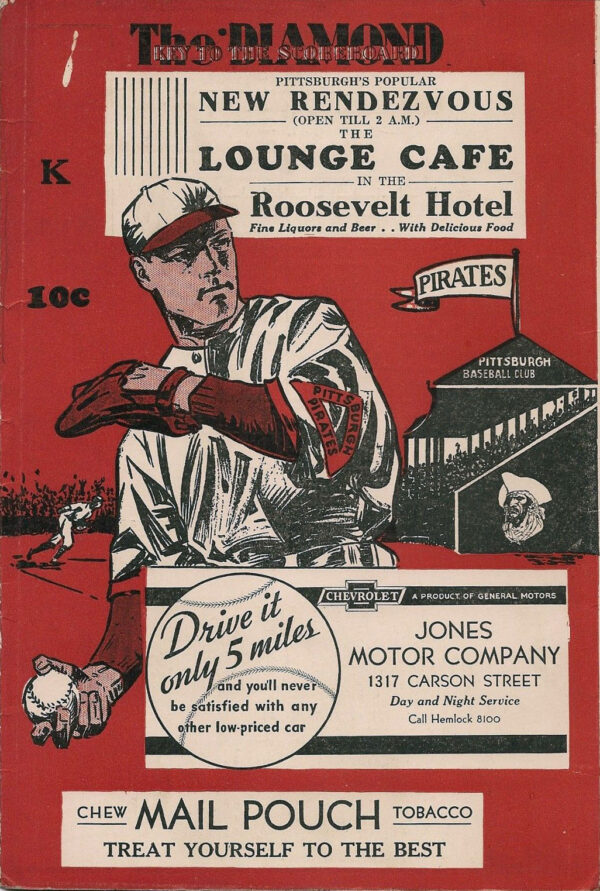 The DIAMOND
KEY TO THE SCOREBOARD
PITTSBURGH'S POPULAR
NEW RENDEZVOUS
(OPEN TILL 2 A.M.)
THE
LOUNGE CAFE
IN THE
Roosevelt Hotel
Fine Liquors and Beer . . With Delicious Food
K
10c
PIRATES
PITTSBURGH
BASEBALL CLUB
PITTSBURGH
PIRATES
CHEVROLET
A PRODUCT OF GENERAL MOTORS
Drive it
only 5 miles
and you'll never
be satisfied with any
other low-priced car
JONES
MOTOR COMPANY
1317 CARSON STREET
Day and Night Service
Call Hemlock 8100
CHEW MAIL POUCH TOBACCO
TREAT YOURSELF TO THE BEST